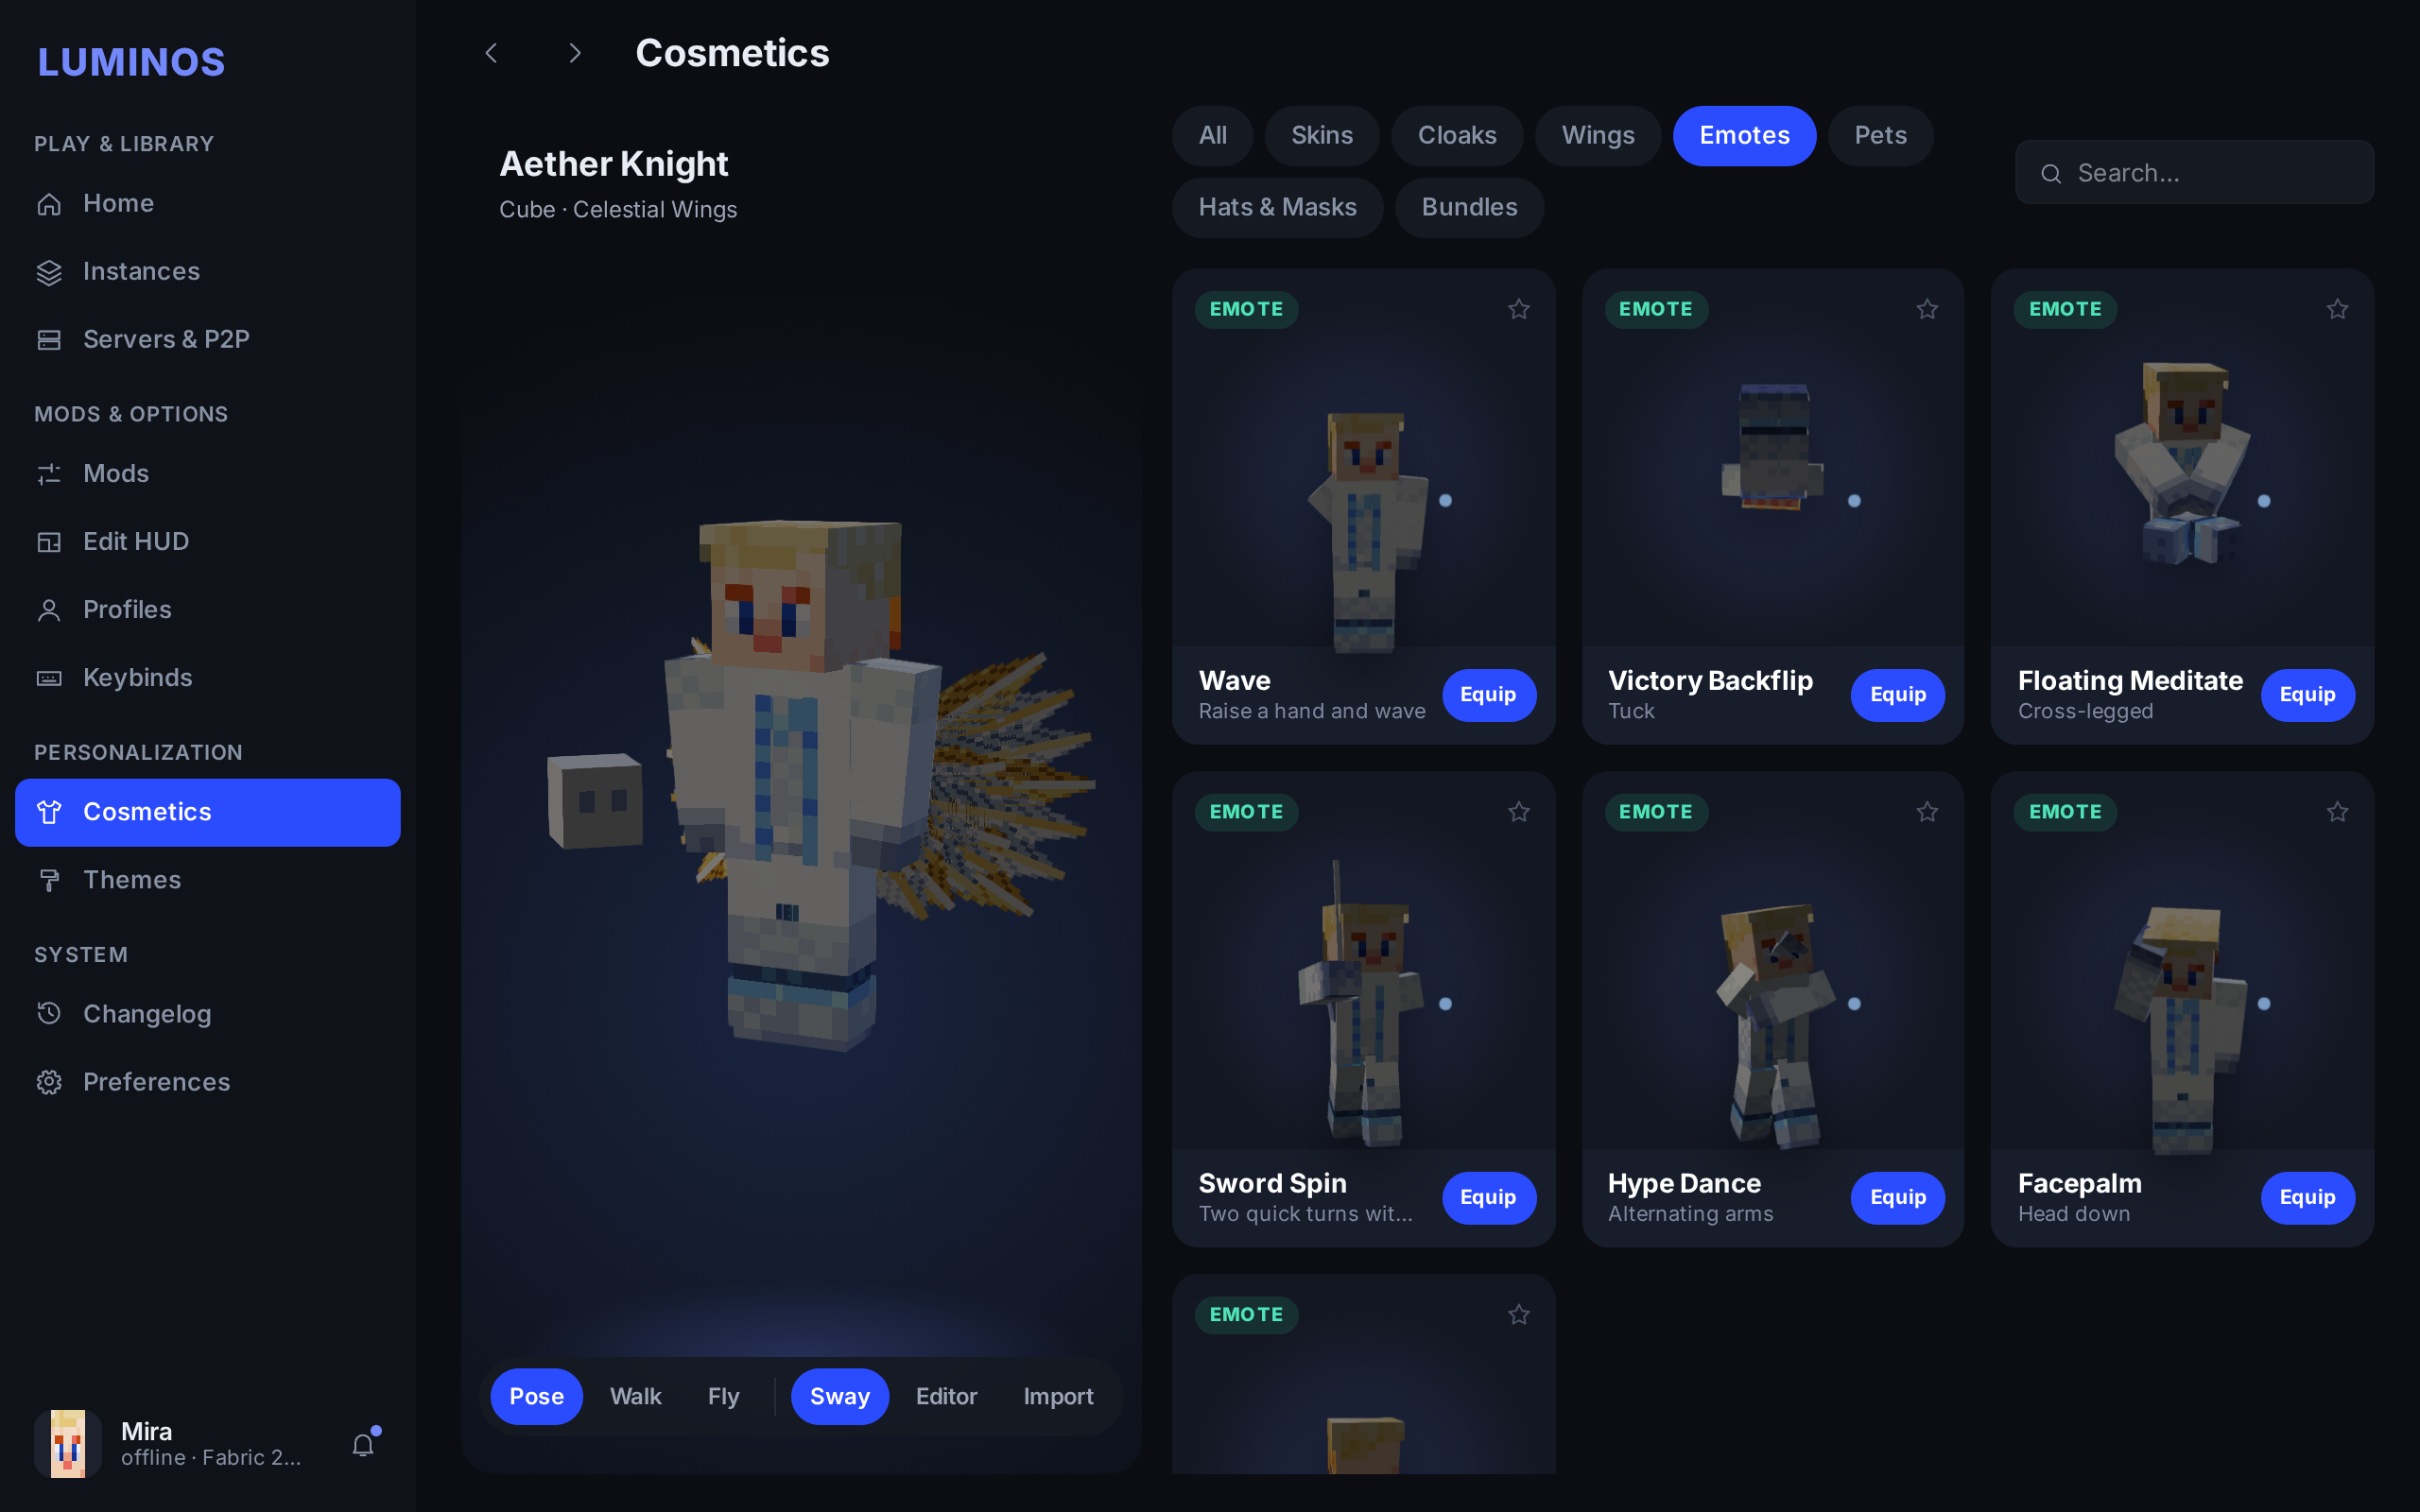 LUMINOS
PLAY & LIBRARY
Home
Instances
Servers & P2P
MODS & OPTIONS
Mods
Edit HUD
Profiles
Keybinds
PERSONALIZATION
Cosmetics
Themes
SYSTEM
Changelog
Preferences
Mira
offline · Fabric 2...
Cosmetics
Aether Knight
Cube · Celestial Wings
Pose Walk Fly Sway Editor Import
All Skins Cloaks Wings Emotes Pets
Hats & Masks Bundles
Search...
EMOTE
Wave
Raise a hand and wave
Equip
EMOTE
Victory Backflip
Tuck
Equip
EMOTE
Floating Meditate
Cross-legged
Equip
EMOTE
Sword Spin
Two quick turns wit...
Equip
EMOTE
Hype Dance
Alternating arms
Equip
EMOTE
Facepalm
Head down
Equip
EMOTE